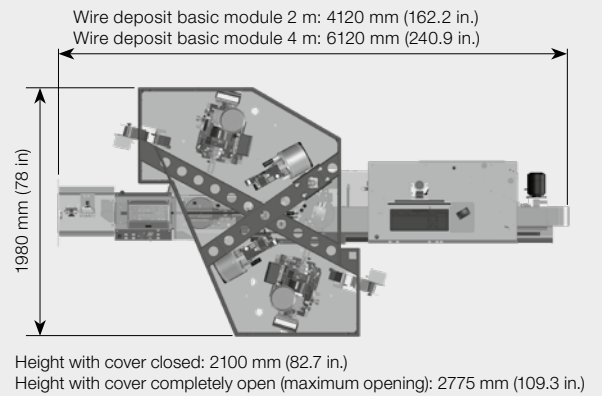 Wire deposit basic module 2 m: 4120 mm (162.2 in.)
Wire deposit basic module 4 m: 6120 mm (240.9 in.)
1980 mm (78 in)
Height with cover closed: 2100 mm (82.7 in.)
Height with cover completely open (maximum opening): 2775 mm (109.3 in.)